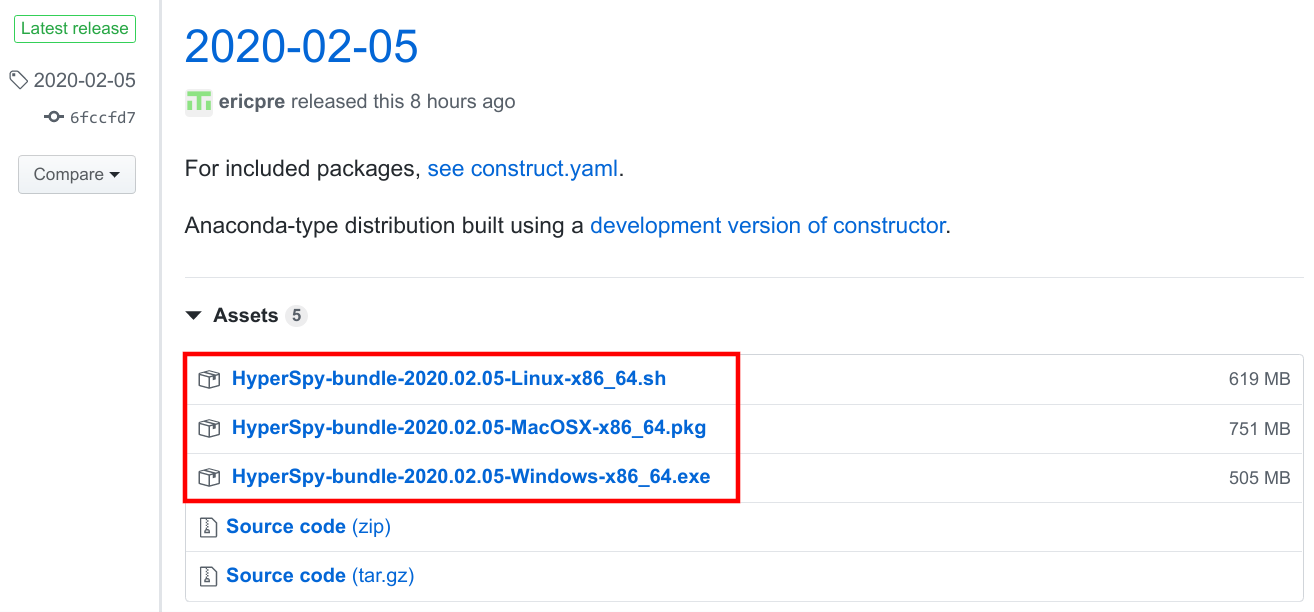 Latest release
2020-02-05
6fccfd7
Compare
2020-02-05
ericpre released this 8 hours ago
For included packages, see construct.yaml.
Anaconda-type distribution built using a development version of constructor.
Assets 5
HyperSpy-bundle-2020.02.05-Linux-x86_64.sh 619 MB
HyperSpy-bundle-2020.02.05-MacOSX-x86_64.pkg 751 MB
HyperSpy-bundle-2020.02.05-Windows-x86_64.exe 505 MB
Source code (zip)
Source code (tar.gz)